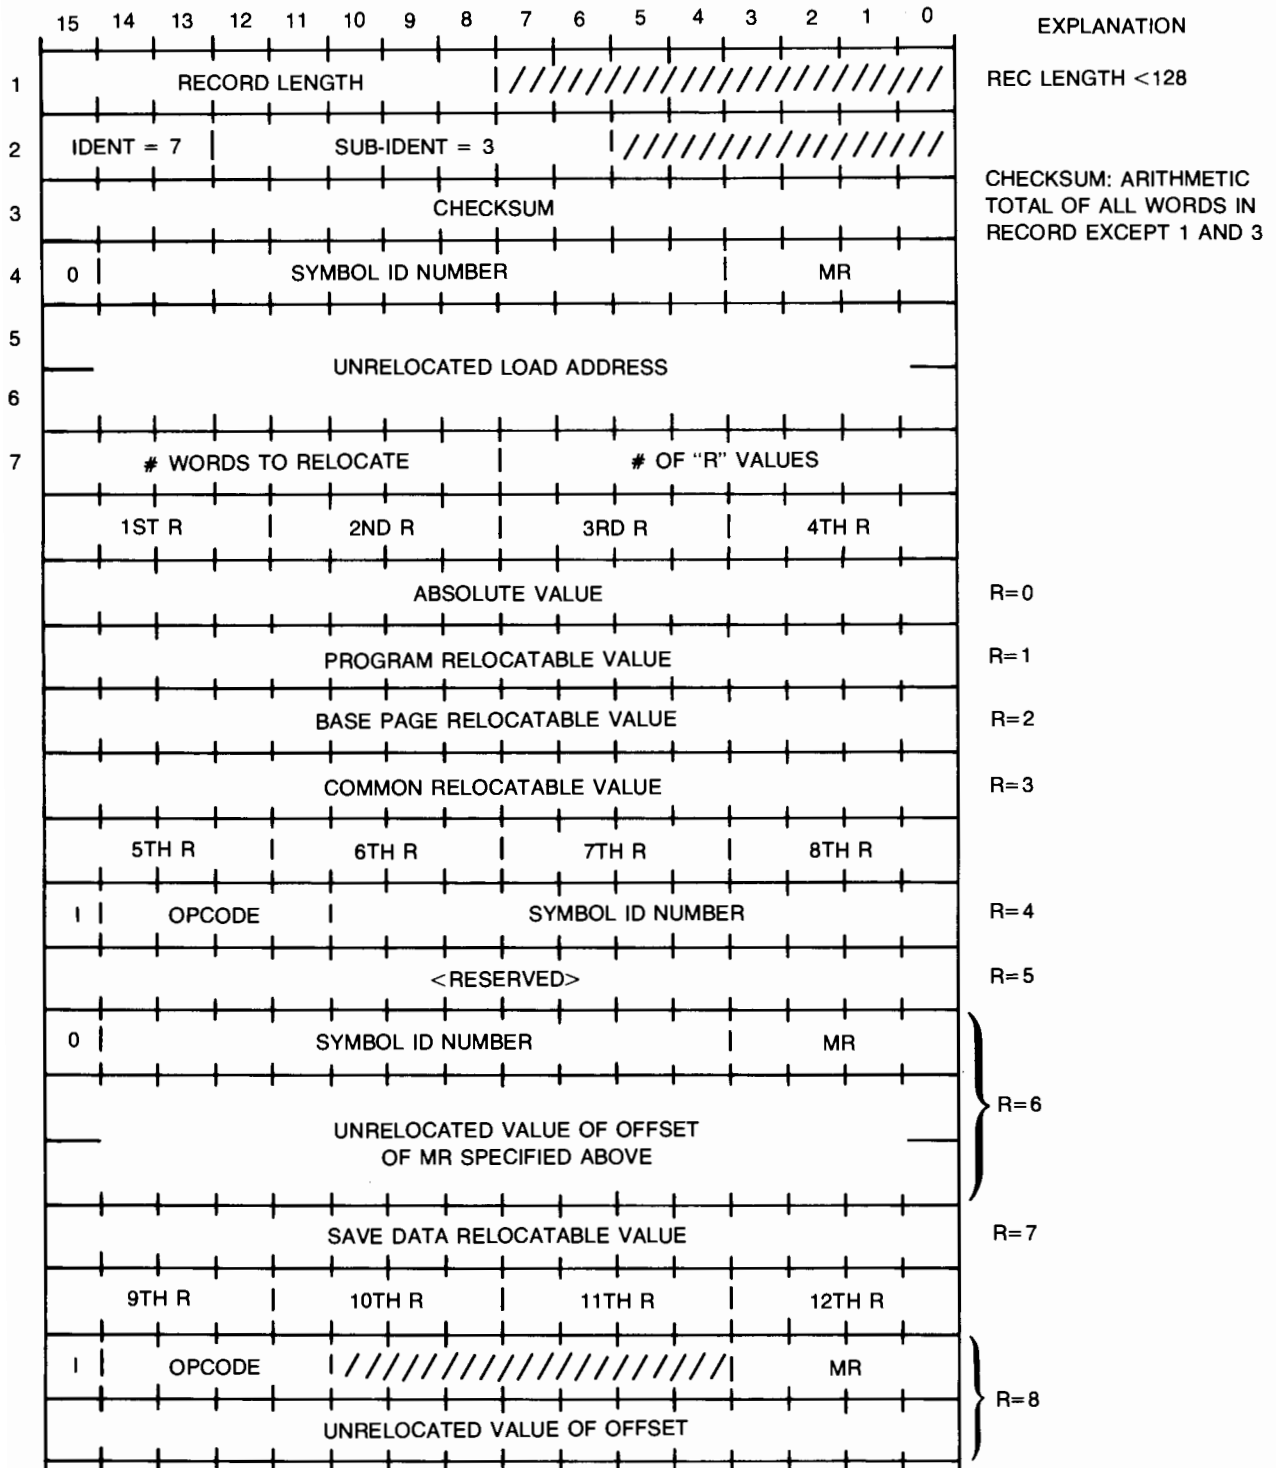 15 14 13 12 11 10 9 8 7 6 5 4 3 2 1 0 EXPLANATION
1 RECORD LENGTH REC LENGTH <128
2 IDENT = 7 SUB-IDENT = 3
CHECKSUM: ARITHMETIC
TOTAL OF ALL WORDS IN
RECORD EXCEPT 1 AND 3
3 CHECKSUM
4 0 SYMBOL ID NUMBER MR
5
UNRELOCATED LOAD ADDRESS
6
7 # WORDS TO RELOCATE # OF "R" VALUES
1ST R 2ND R 3RD R 4TH R
ABSOLUTE VALUE R=0
PROGRAM RELOCATABLE VALUE R=1
BASE PAGE RELOCATABLE VALUE R=2
COMMON RELOCATABLE VALUE R=3
5TH R 6TH R 7TH R 8TH R
1 OPCODE SYMBOL ID NUMBER R=4
<RESERVED> R=5
0 SYMBOL ID NUMBER MR
R=6
UNRELOCATED VALUE OF OFFSET
OF MR SPECIFIED ABOVE
SAVE DATA RELOCATABLE VALUE R=7
9TH R 10TH R 11TH R 12TH R
1 OPCODE MR
R=8
UNRELOCATED VALUE OF OFFSET